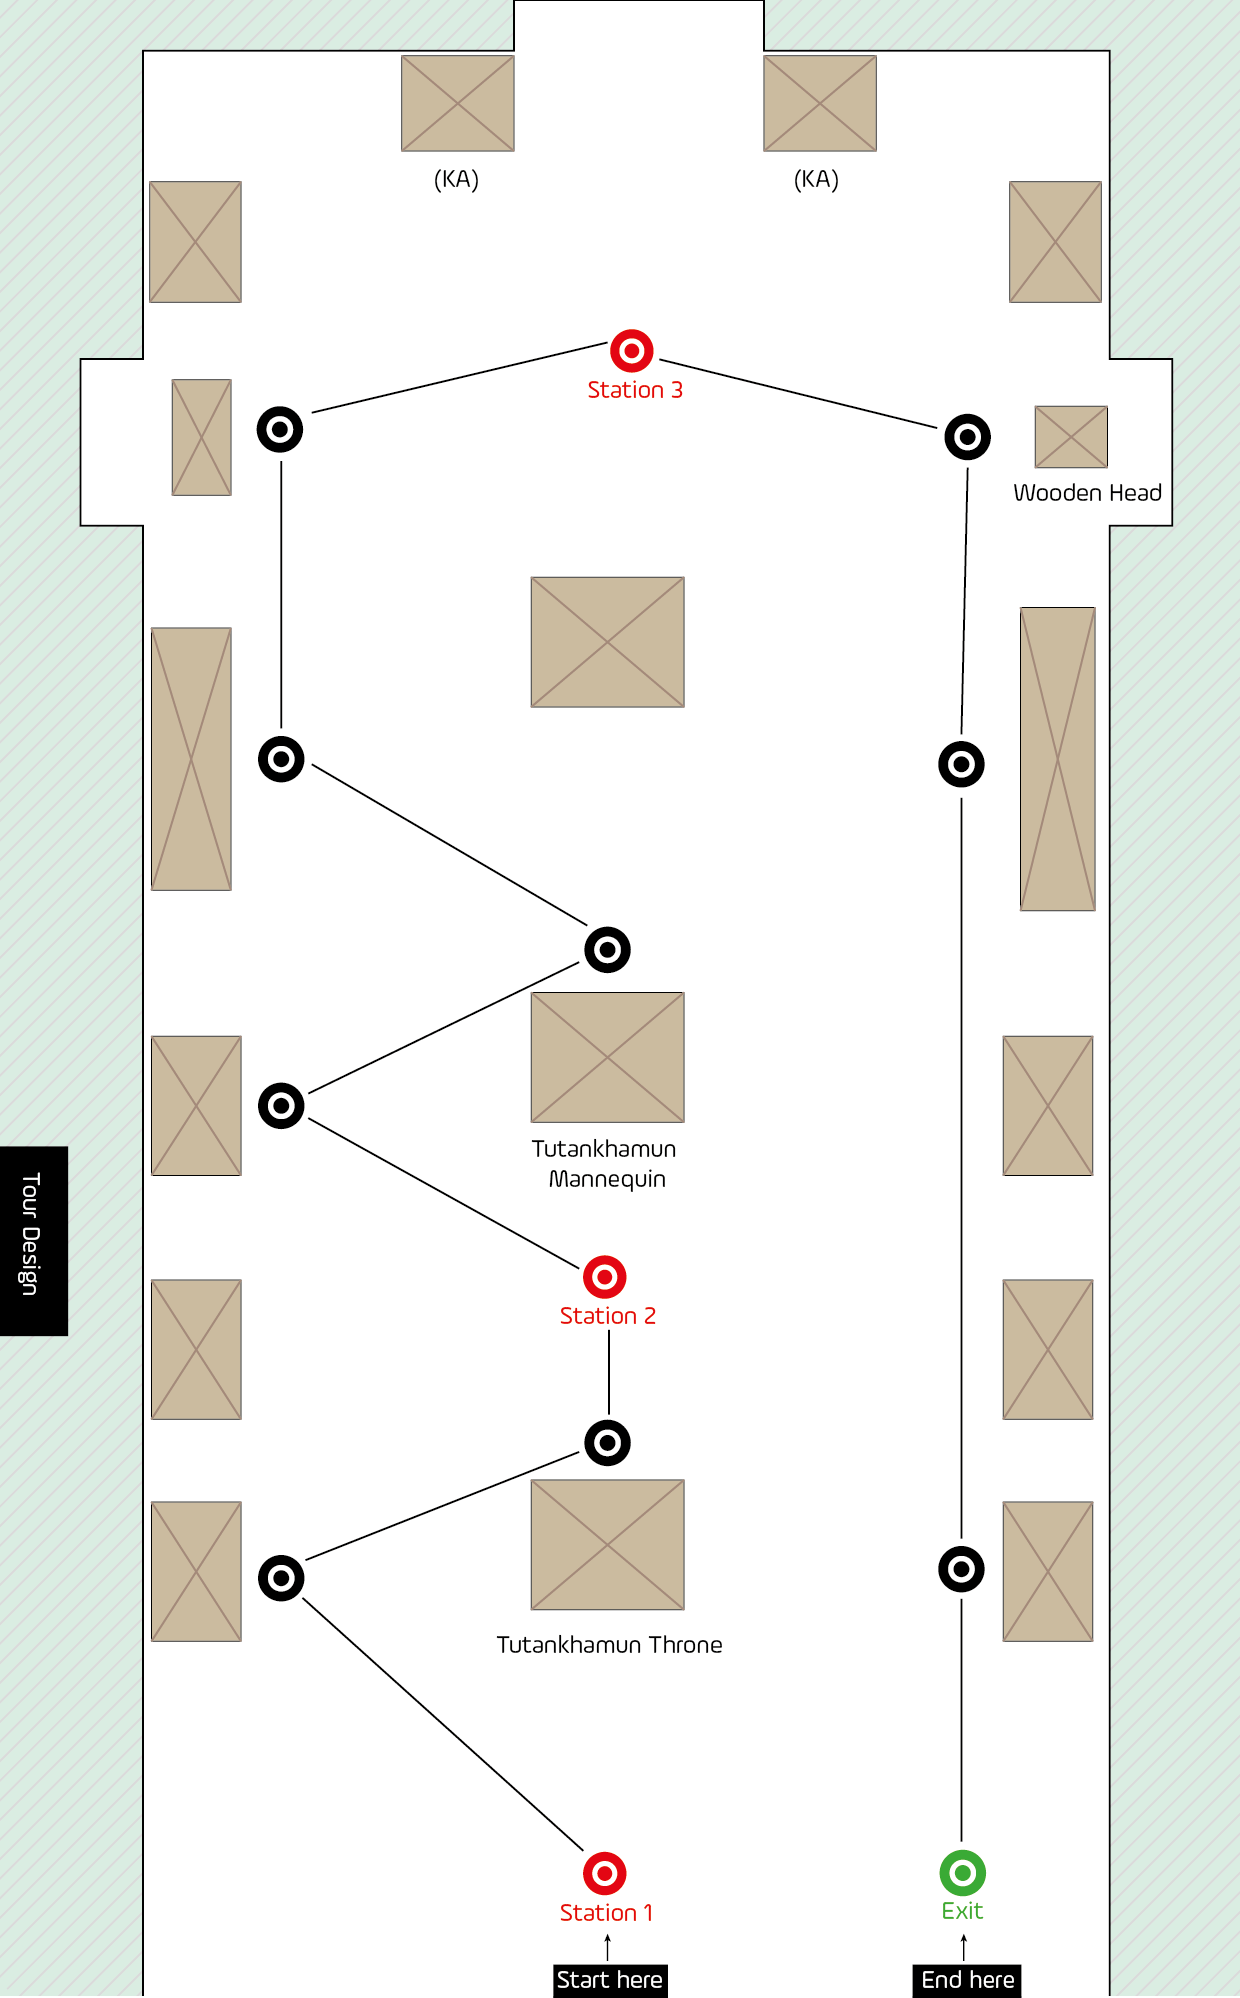 (KA)
(KA)
Station 3
Wooden Head
Tutankhamun
Mannequin
Tour Design
Station 2
Tutankhamun Throne
Station 1
Exit
Start here
End here